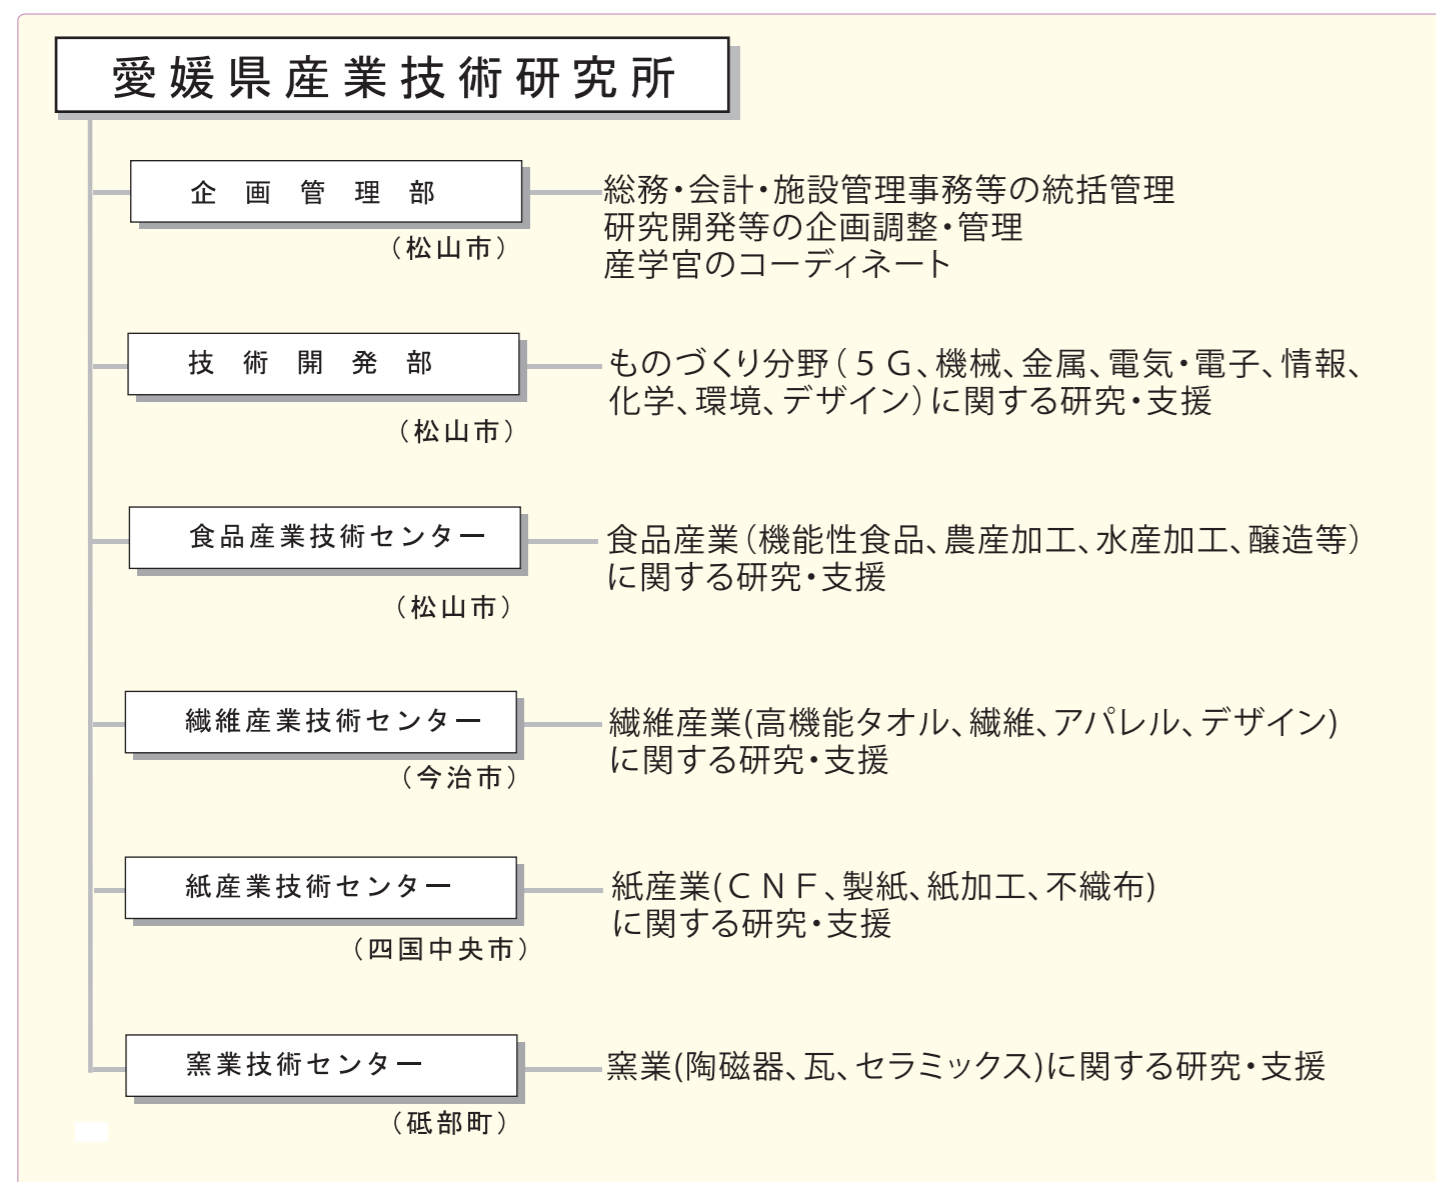 愛媛県産業技術研究所
企画管理部
（松山市）
総務・会計・施設管理事務等の統括管理
研究開発等の企画調整・管理
産学官のコーディネート
技術開発部
（松山市）
ものづくり分野（５Ｇ、機械、金属、電気・電子、情報、
化学、環境、デザイン）に関する研究・支援
食品産業技術センター
（松山市）
食品産業（機能性食品、農産加工、水産加工、醸造等）
に関する研究・支援
繊維産業技術センター
（今治市）
繊維産業(高機能タオル、繊維、アパレル、デザイン)
に関する研究・支援
紙産業技術センター
（四国中央市）
紙産業(ＣＮＦ、製紙、紙加工、不織布)
に関する研究・支援
窯業技術センター
（砥部町）
窯業(陶磁器、瓦、セラミックス)に関する研究・支援